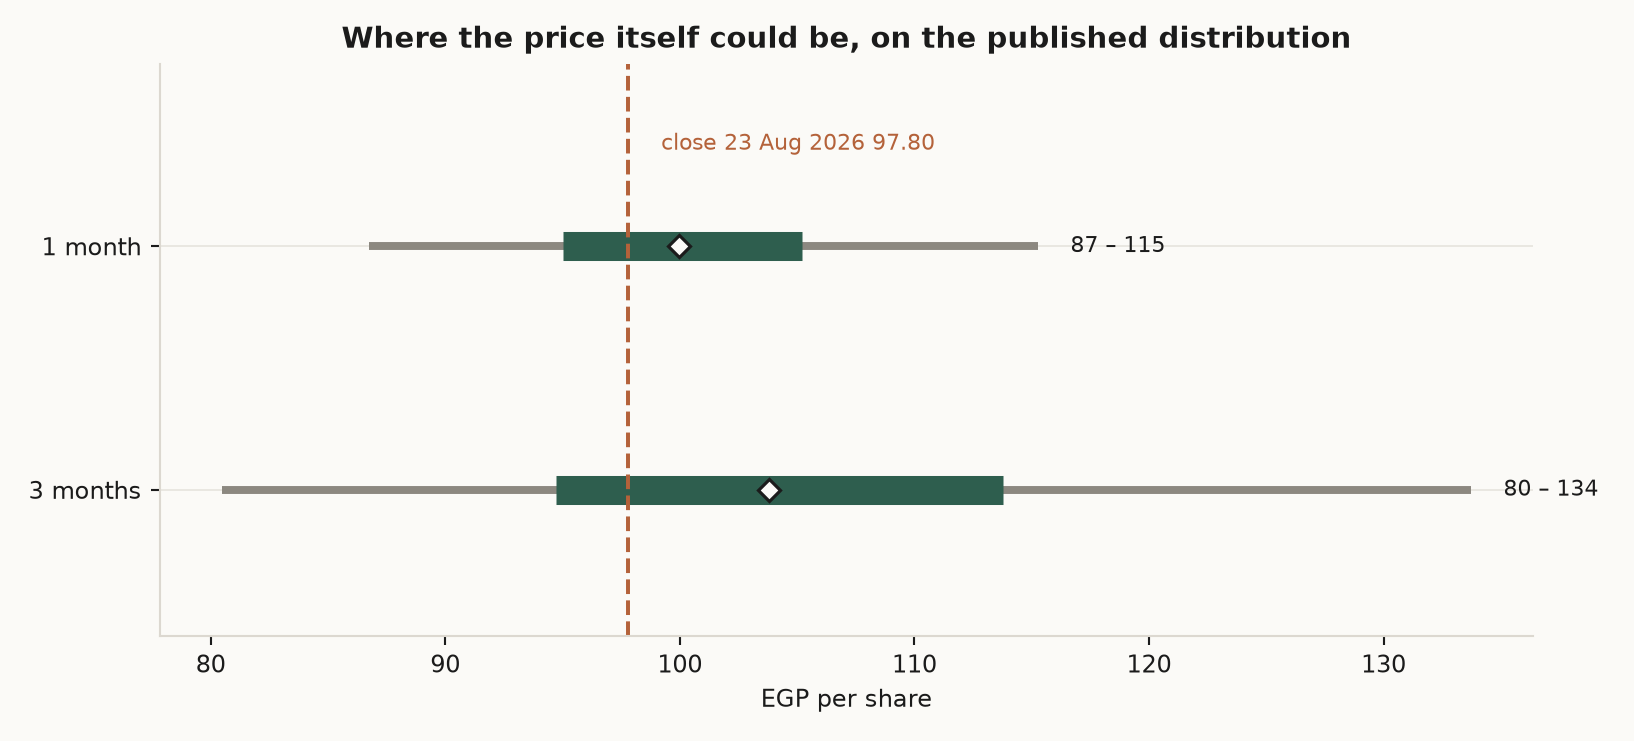 Where the price itself could be, on the published distribution
close 23 Aug 2026 97.80
1 month
87 – 115
3 months
80 – 134
80 90 100 110 120 130
EGP per share